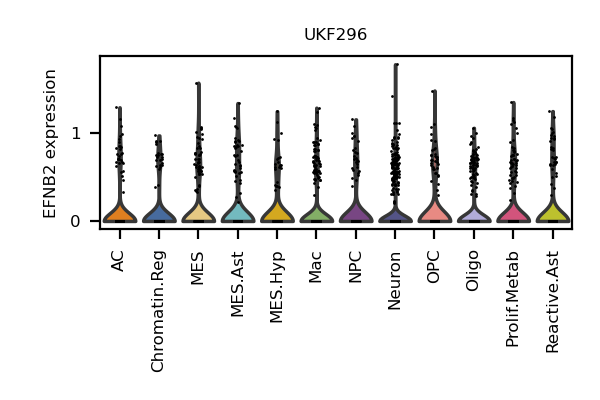 UKF296
EFNB2 expression
1
0
AC
Chromatin.Reg
MES
MES.Ast
MES.Hyp
Mac
NPC
Neuron
OPC
Oligo
Prolif.Metab
Reactive.Ast